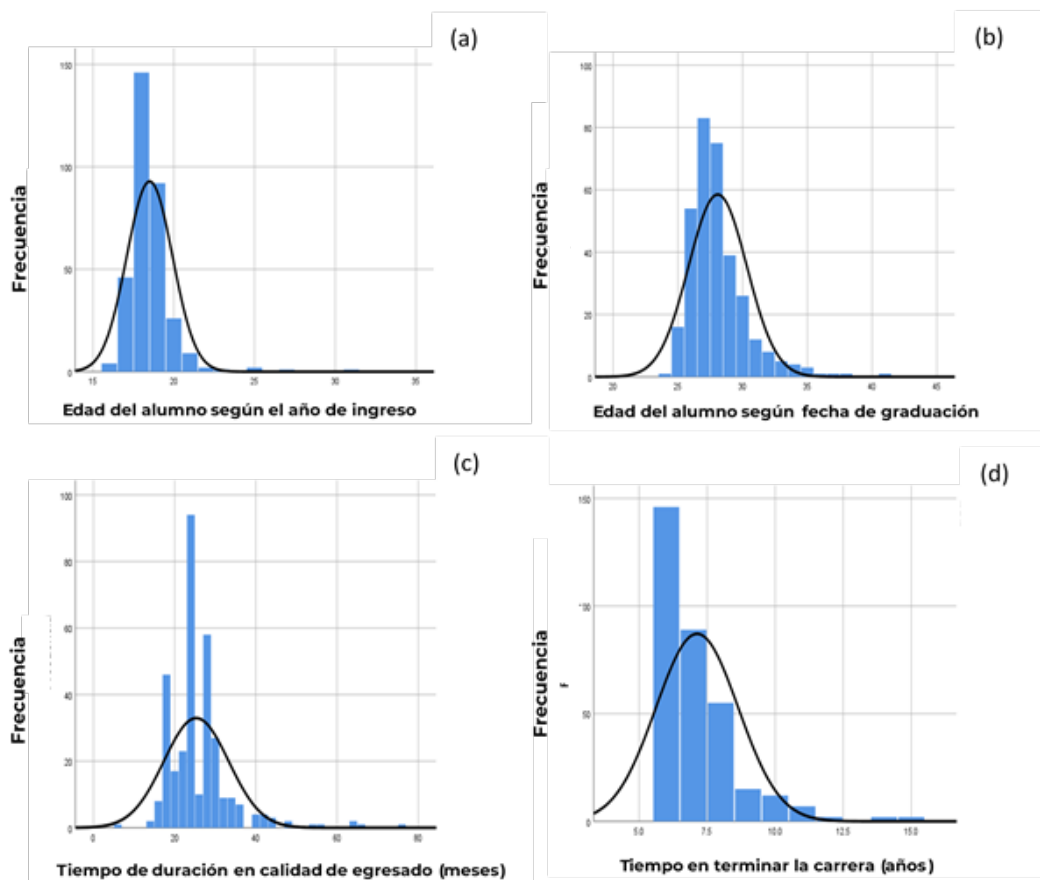 (a)
150
100
50
0
15 20 25 30 35
Frecuencia
Edad del alumno según el año de ingreso
(b)
100
80
60
40
20
0
20 25 30 35 40 45
Frecuencia
Edad del alumno según fecha de graduación
(c)
100
80
60
40
20
0
0 20 40 60 80
Frecuencia
Tiempo de duración en calidad de egresado (meses)
(d)
150
100
50
0
5.0 7.5 10.0 12.5 15.0
Frecuencia
F
Tiempo en terminar la carrera (años)